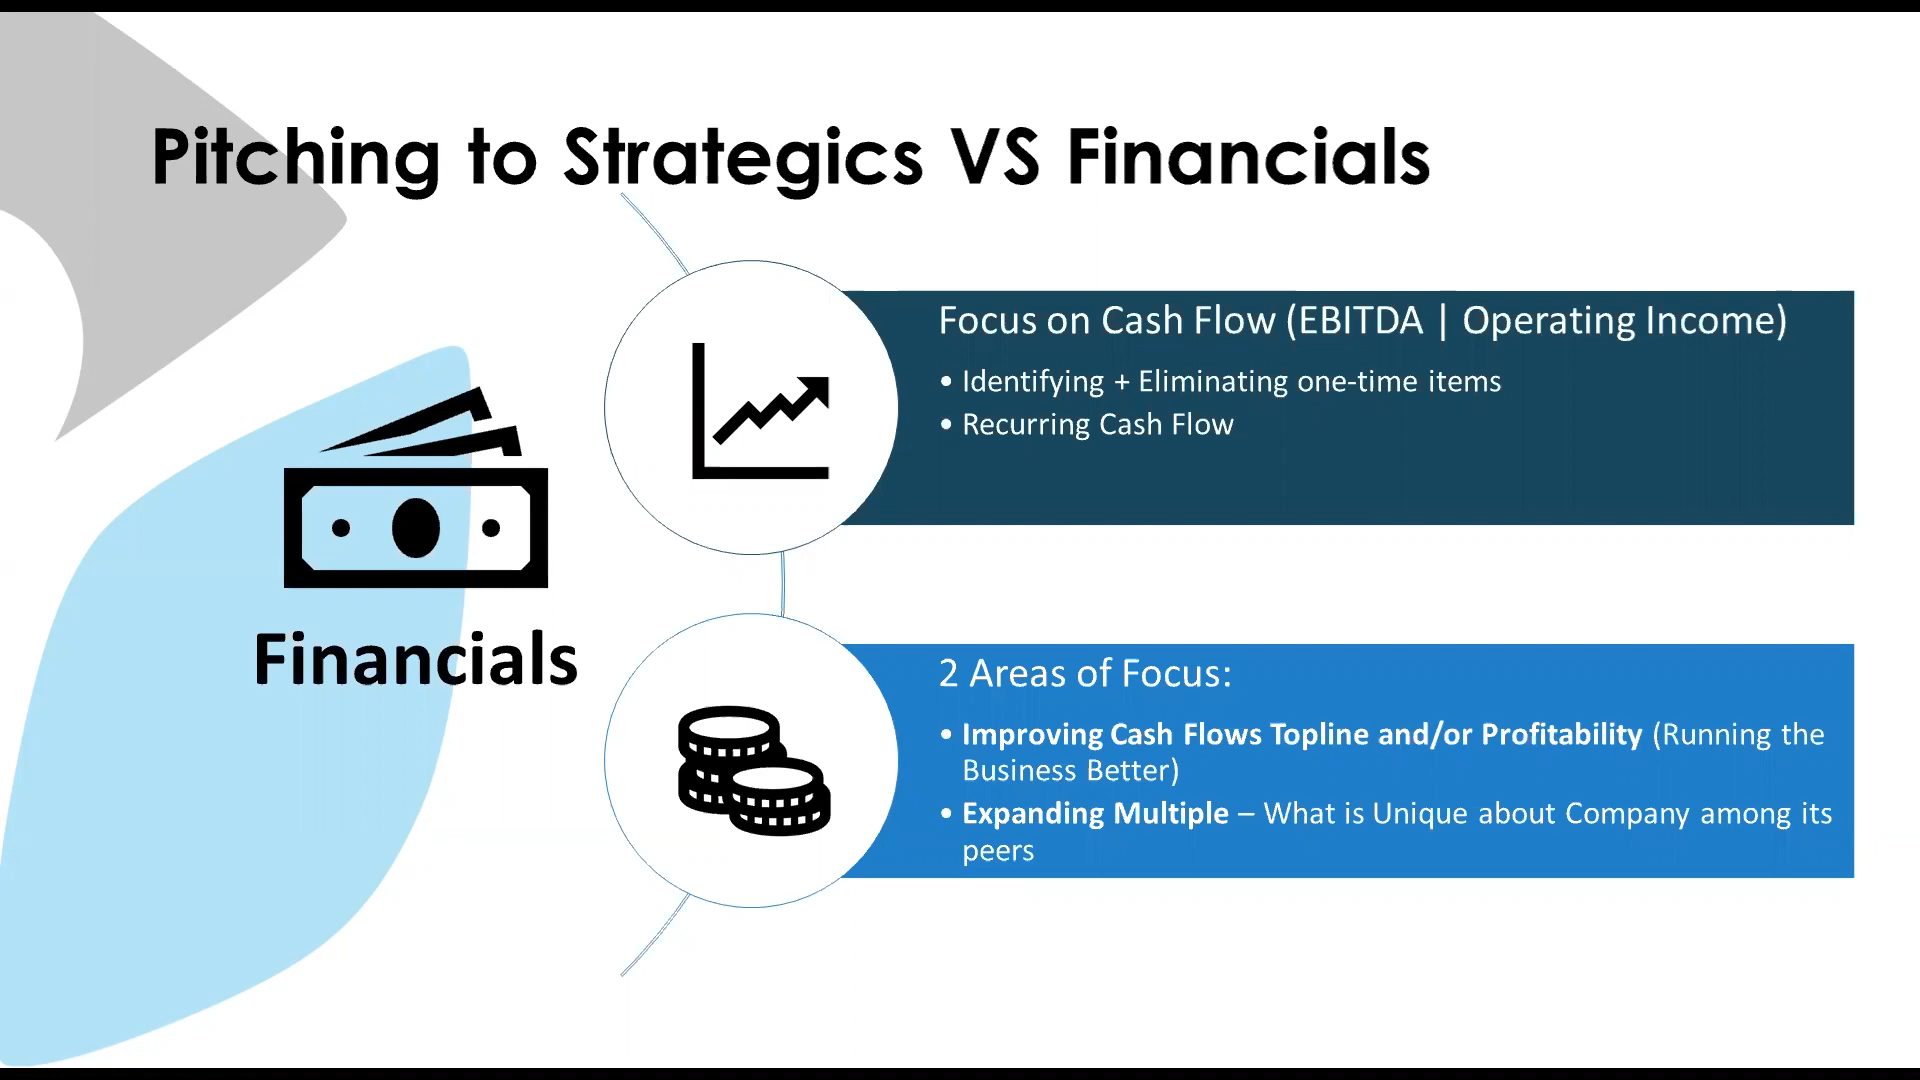 Pitching to Strategics VS Financials
Financials
Focus on Cash Flow (EBITDA | Operating Income)
• Identifying + Eliminating one-time items
• Recurring Cash Flow
2 Areas of Focus:
• Improving Cash Flows Topline and/or Profitability (Running the
Business Better)
• Expanding Multiple – What is Unique about Company among its
peers